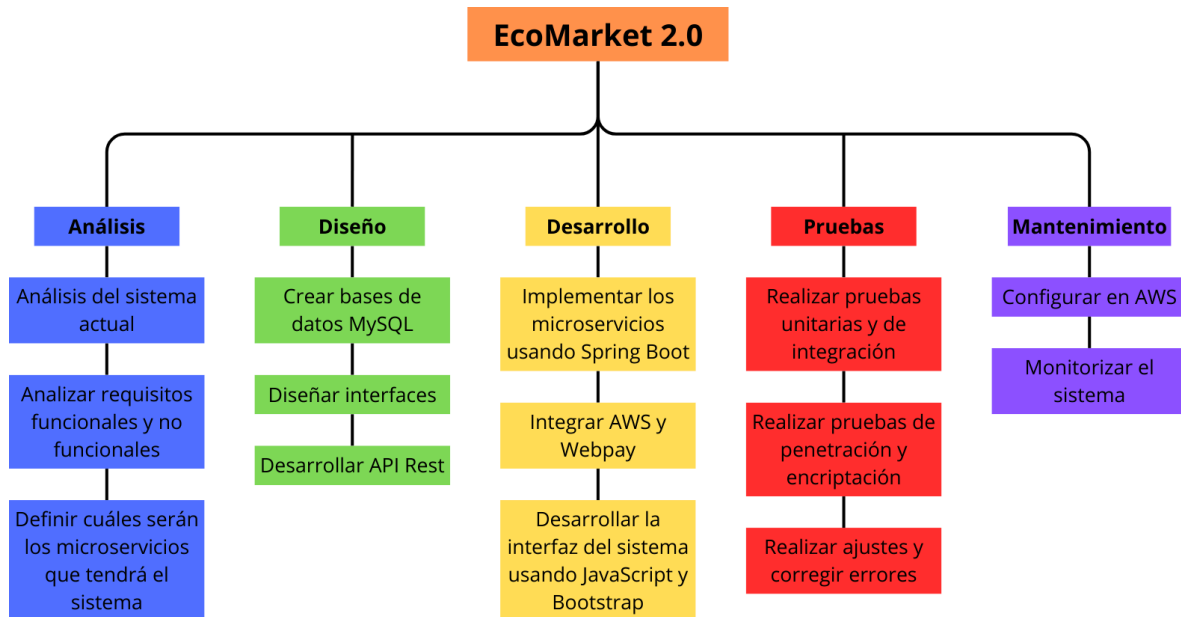 EcoMarket 2.0
Análisis
Análisis del sistema
actual
Analizar requisitos
funcionales y no
funcionales
Definir cuáles serán
los microservicios
que tendrá el
sistema
Diseño
Crear bases de
datos MySQL
Diseñar interfaces
Desarrollar API Rest
Desarrollo
Implementar los
microservicios
usando Spring Boot
Integrar AWS y
Webpay
Desarrollar la
interfaz del sistema
usando JavaScript y
Bootstrap
Pruebas
Realizar pruebas
unitarias y de
integración
Realizar pruebas de
penetración y
encriptación
Realizar ajustes y
corregir errores
Mantenimiento
Configurar en AWS
Monitorizar el
sistema